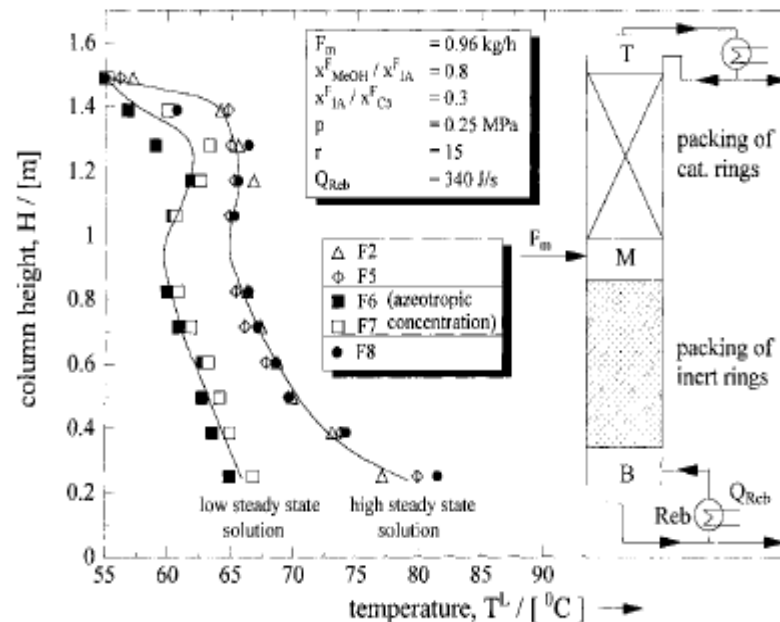 1.6
1.4
1.2
1
0.8
0.6
0.4
0.2
0
column height, H / [m]
55 60 65 70 75 80 85 90
temperature, T^L / [ ⁰C ]
F_m = 0.96 kg/h
x^F_MeOH / x^F_IA = 0.8
x^F_IA / x^F_C5 = 0.3
p = 0.25 MPa
r = 15
Q_Reb = 340 J/s
F2
F5
F6 (azeotropic
F7 concentration)
F8
low steady state
solution
high steady state
solution
T
packing of
cat. rings
F_m
M
packing of
inert rings
B
Q_Reb
Reb